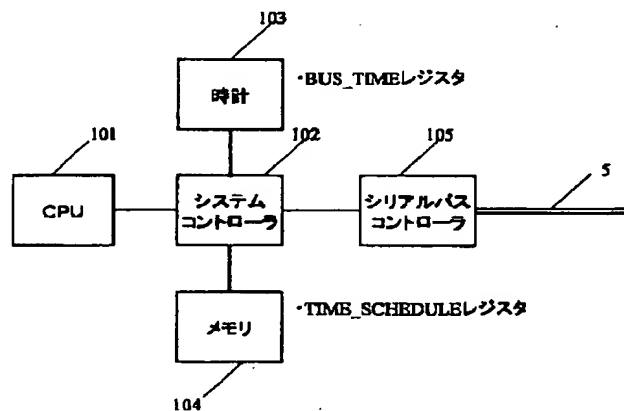 103
時計
・BUS_TIMEレジスタ
101
102
105
5
CPU
システム
コントローラ
シリアルバス
コントローラ
メモリ
・TIME_SCHEDULEレジスタ
104